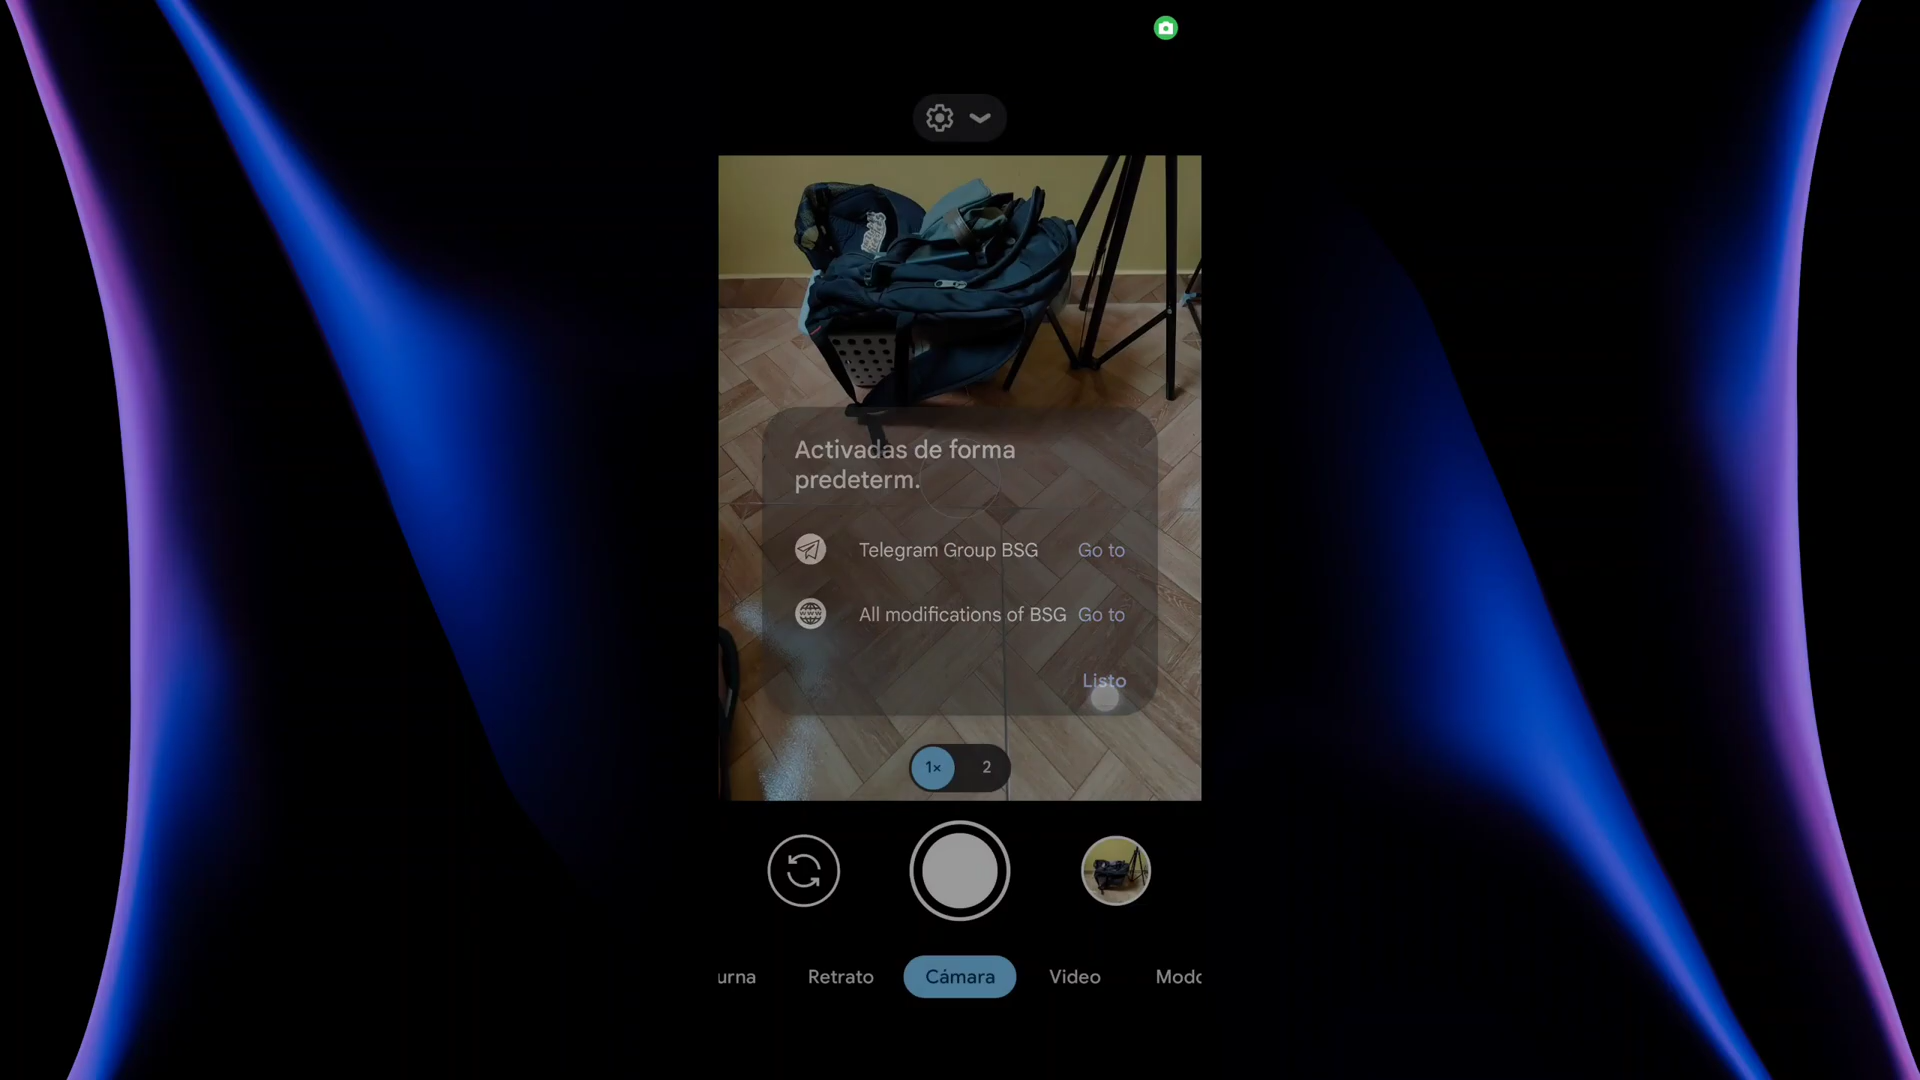 Activadas de forma
predeterm.
Telegram Group BSG Go to
All modifications of BSG Go to
Listo
1× 2
urna Retrato Cámara Video Modo